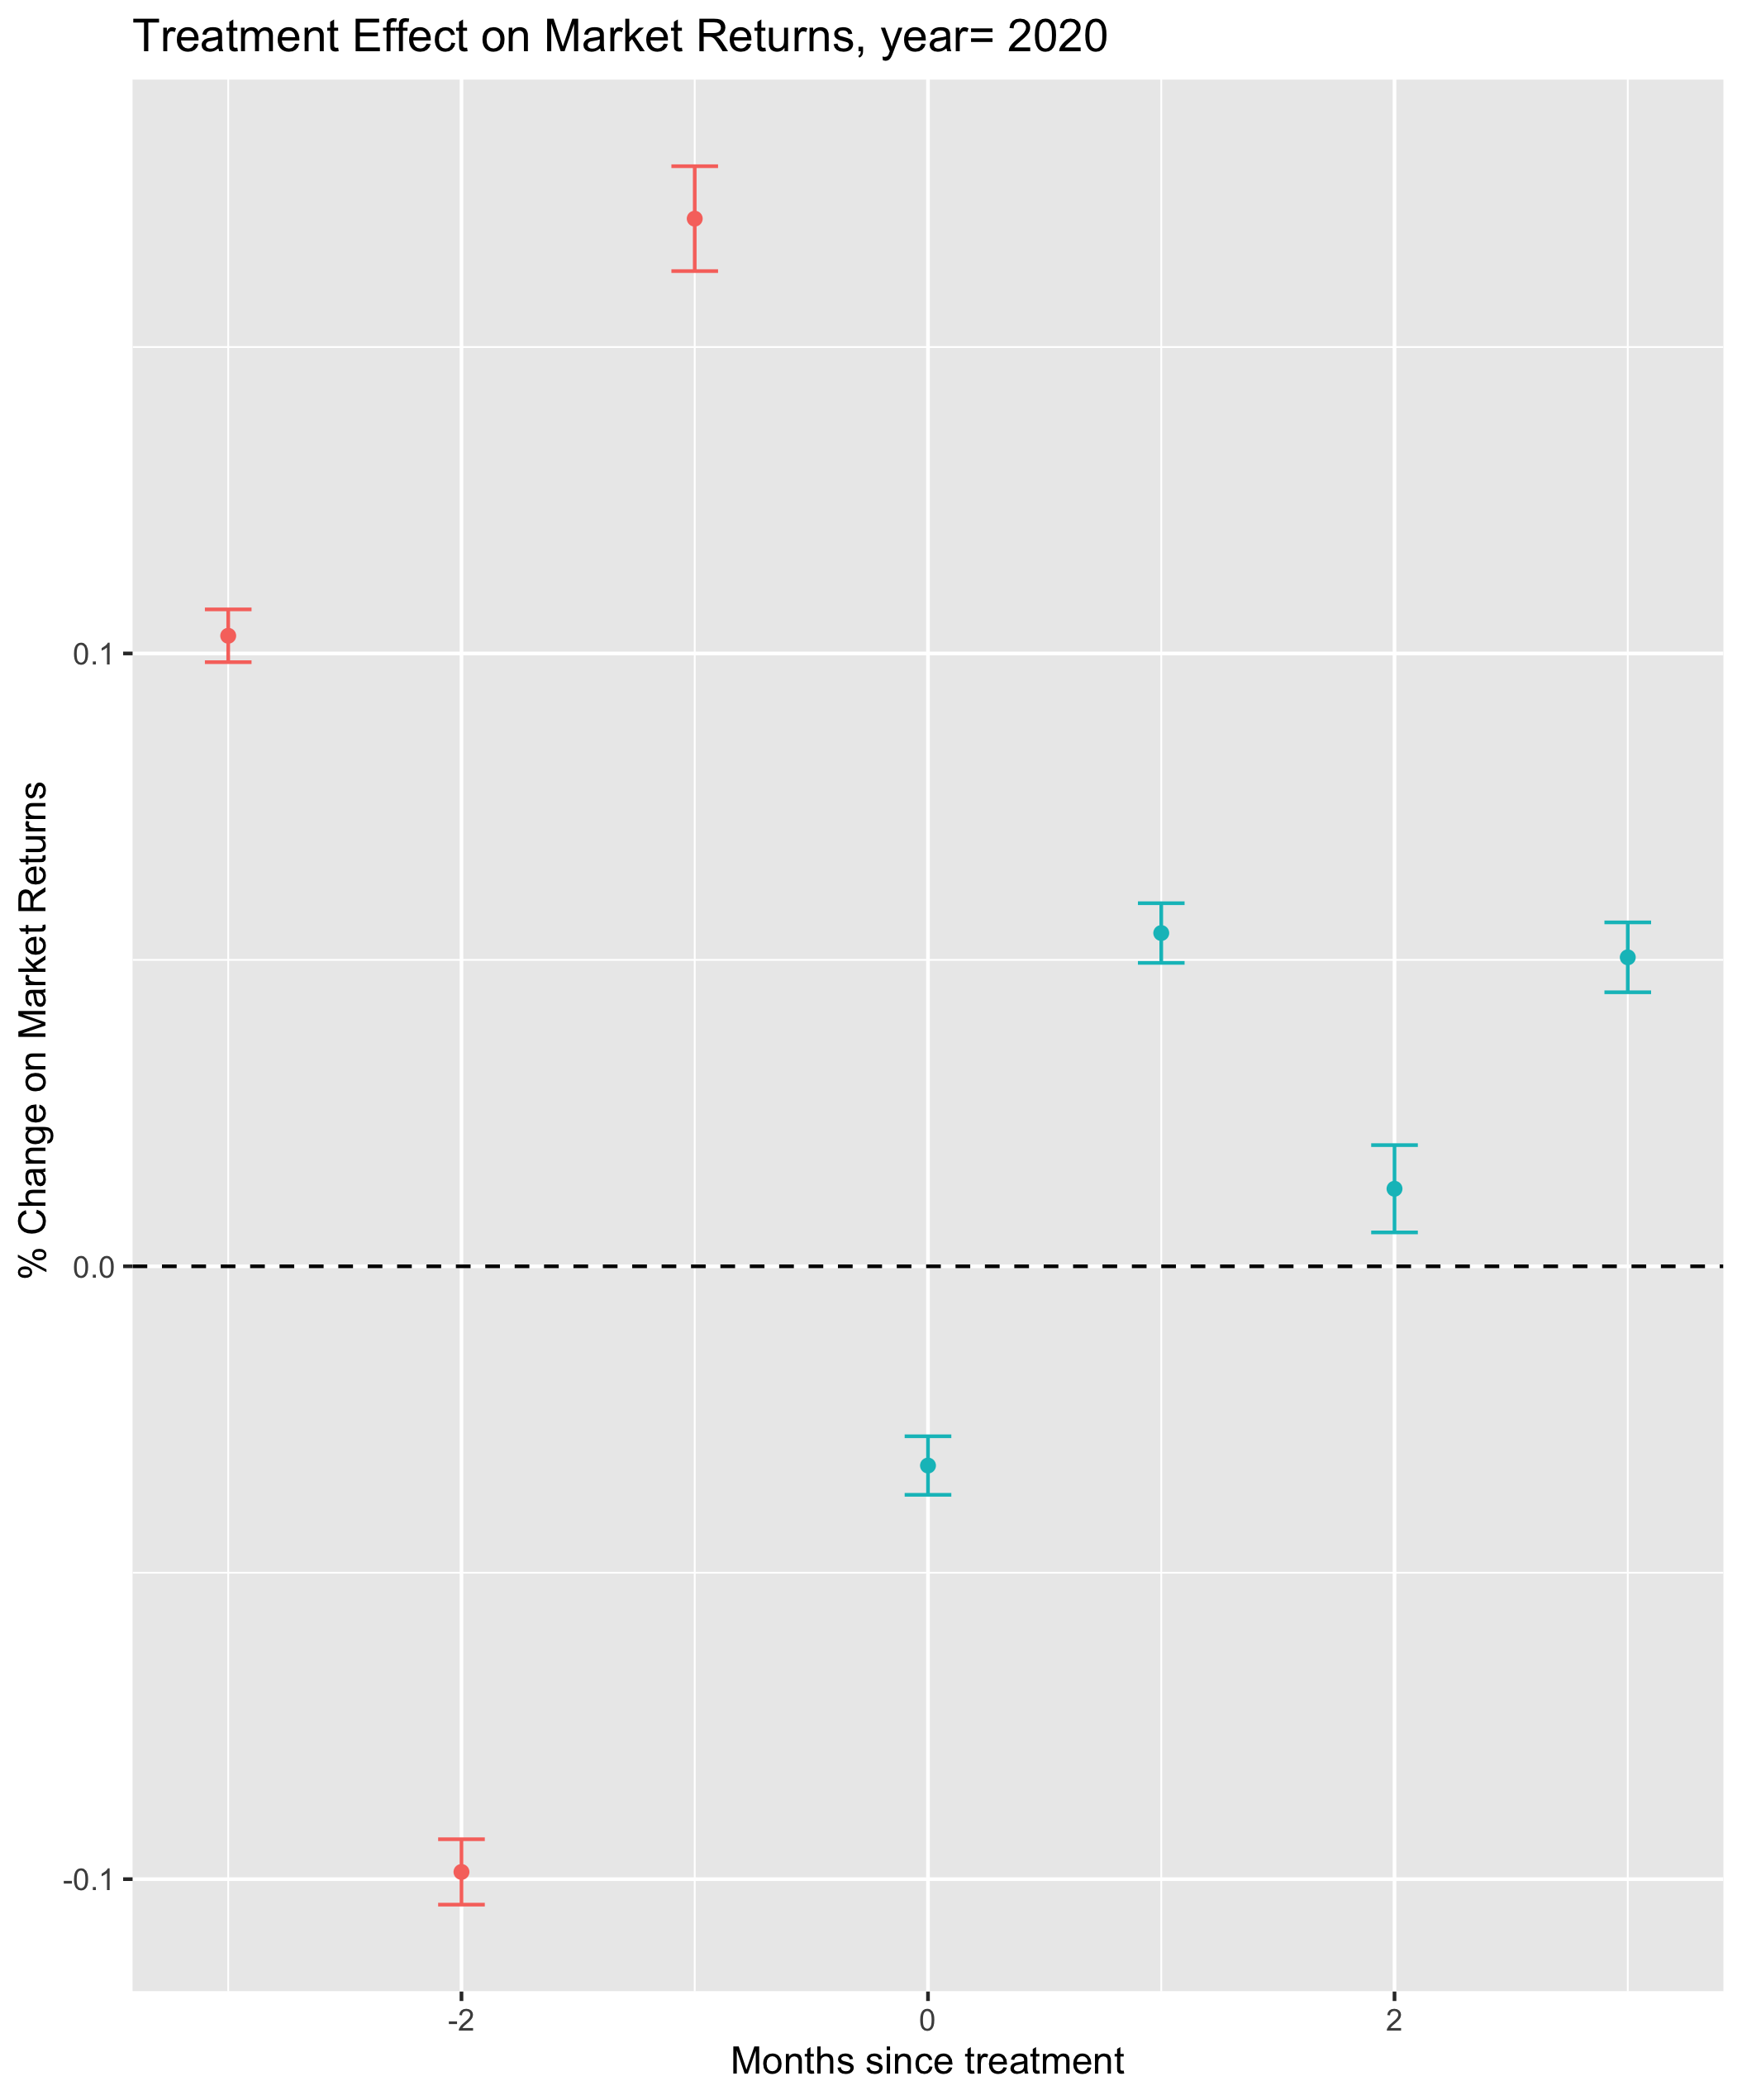 Treatment Effect on Market Returns, year= 2020
% Change on Market Returns
0.1
0.0
-0.1
-2
0
2
Months since treatment